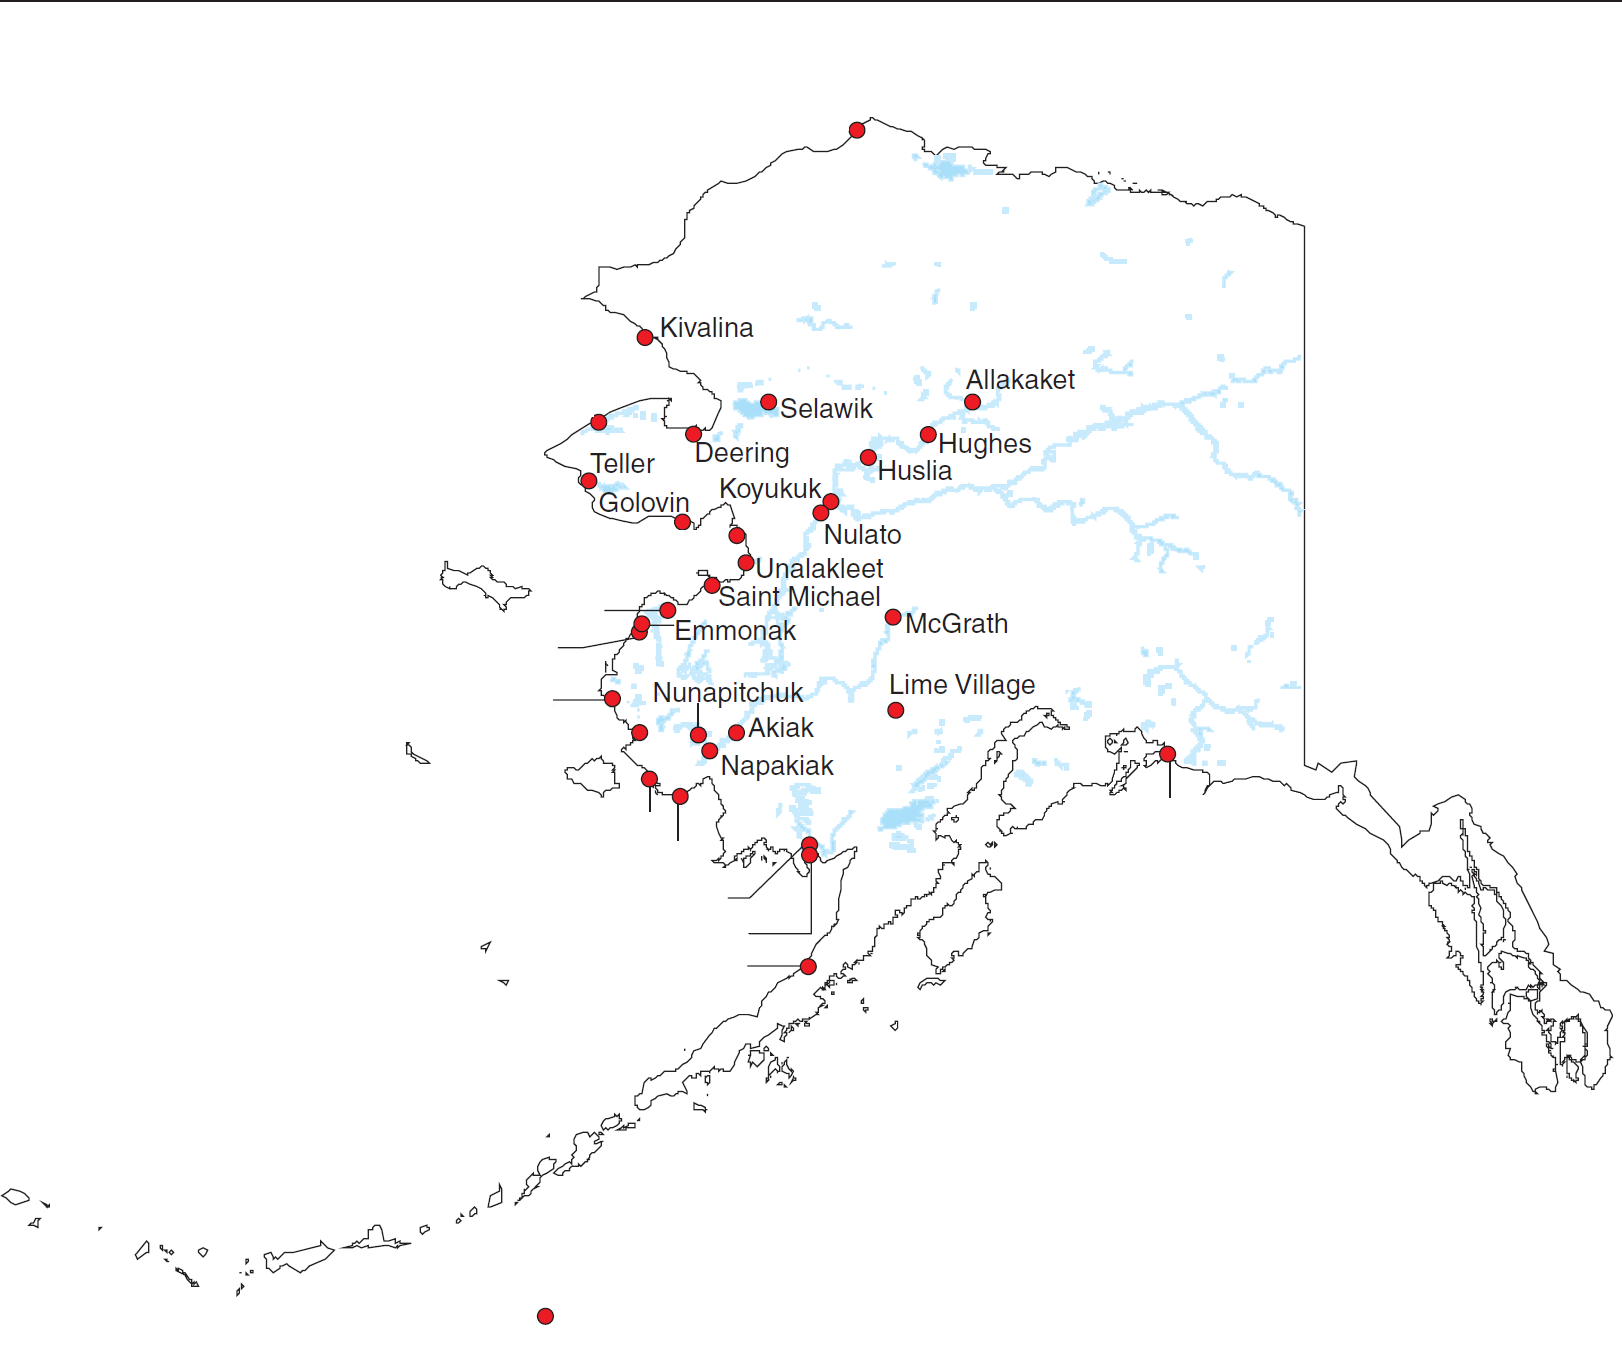 Kivalina
Allakaket
Selawik
Hughes
Deering
Teller
Huslia
Koyukuk
Golovin
Nulato
Unalakleet
Saint Michael
McGrath
Emmonak
Lime Village
Nunapitchuk
Akiak
Napakiak